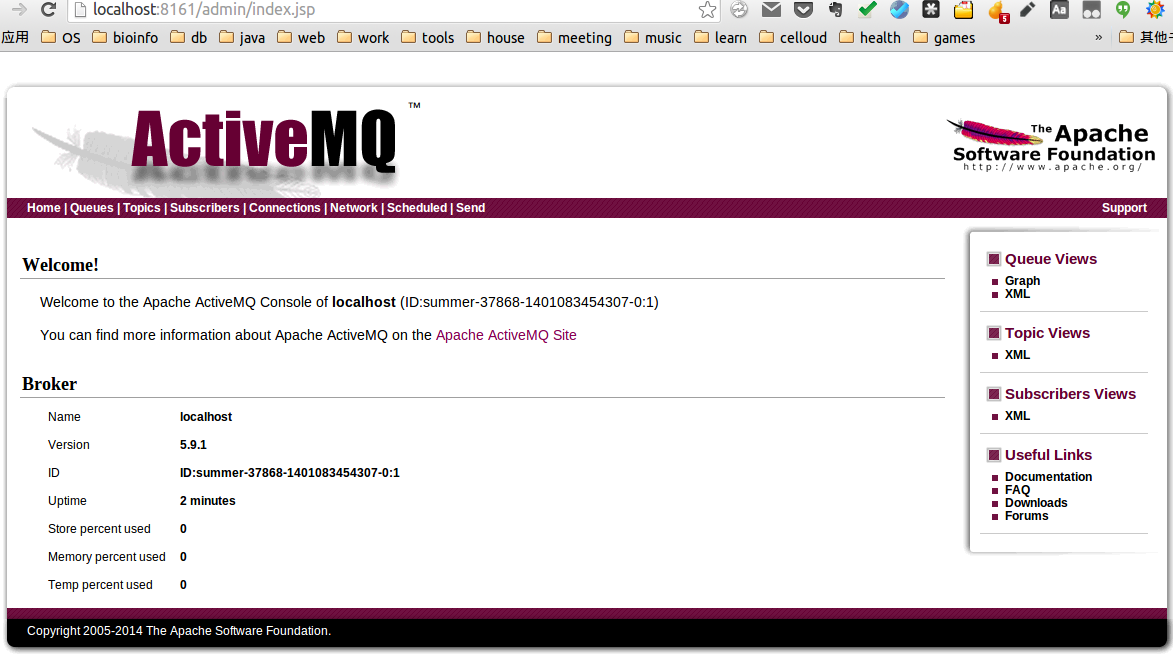 localhost:8161/admin/index.jsp
5
Aa
应用 OS bioinfo db java web work tools house meeting music learn celloud health games » 其他
ActiveMQ ™
The Apache
Software Foundation
http://www.apache.org/
Home | Queues | Topics | Subscribers | Connections | Network | Scheduled | Send Support
Welcome!
Welcome to the Apache ActiveMQ Console of localhost (ID:summer-37868-1401083454307-0:1)
You can find more information about Apache ActiveMQ on the Apache ActiveMQ Site
Broker
Name localhost
Version 5.9.1
ID ID:summer-37868-1401083454307-0:1
Uptime 2 minutes
Store percent used 0
Memory percent used 0
Temp percent used 0
Queue Views
Graph
XML
Topic Views
XML
Subscribers Views
XML
Useful Links
Documentation
FAQ
Downloads
Forums
Copyright 2005-2014 The Apache Software Foundation.